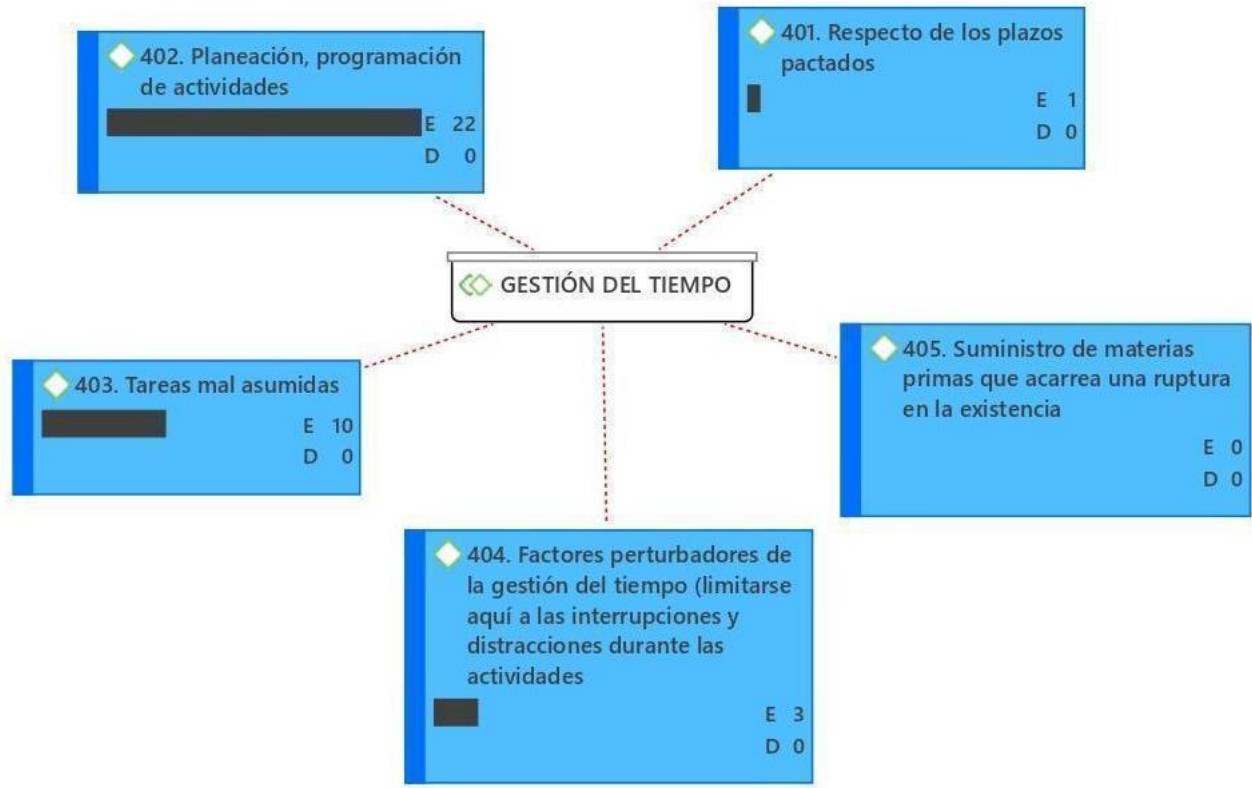 402. Planeación, programación
de actividades
E 22
D 0
401. Respecto de los plazos
pactados
E 1
D 0
GESTIÓN DEL TIEMPO
403. Tareas mal asumidas
E 10
D 0
405. Suministro de materias
primas que acarrea una ruptura
en la existencia
E 0
D 0
404. Factores perturbadores de
la gestión del tiempo (limitarse
aquí a las interrupciones y
distracciones durante las
actividades
E 3
D 0